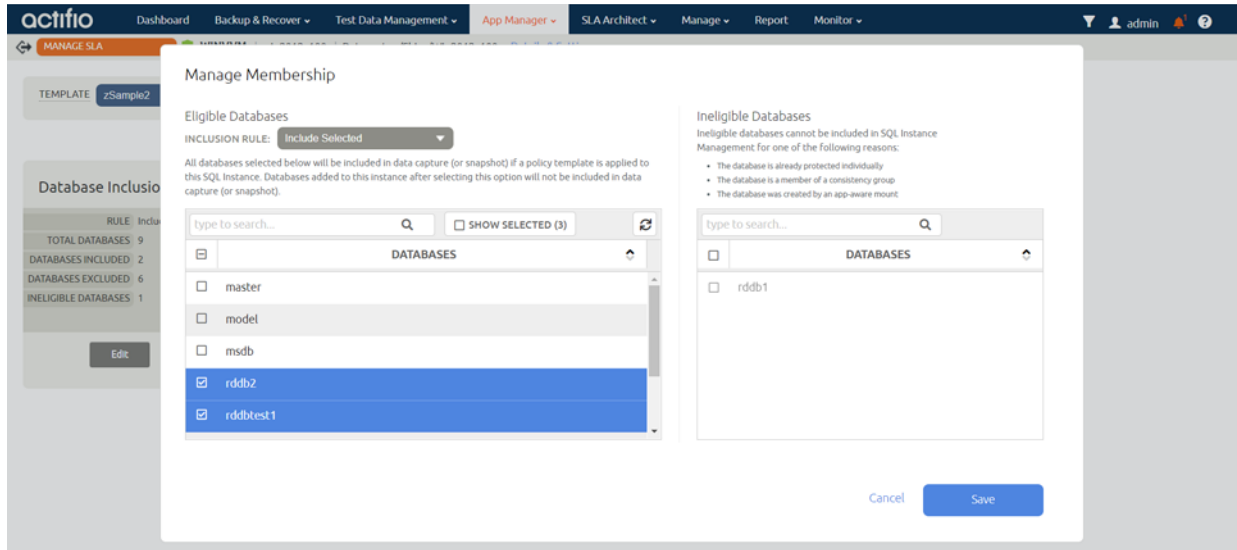 actifio
Dashboard Backup & Recover Test Data Management App Manager SLA Architect Manage Report Monitor admin 1 ?
MANAGE SLA
TEMPLATE zSample2
Database Inclusio
RULE Inclu
TOTAL DATABASES 9
DATABASES INCLUDED 2
DATABASES EXCLUDED 6
INELIGIBLE DATABASES 1
Edit
Manage Membership
Eligible Databases
INCLUSION RULE: Include Selected
All databases selected below will be included in data capture (or snapshot) if a policy template is applied to
this SQL Instance. Databases added to this instance after selecting this option will not be included in data
capture (or snapshot).
type to search... SHOW SELECTED (3)
DATABASES
master
model
msdb
rddb2
rddbtest1
Ineligible Databases
Ineligible databases cannot be included in SQL Instance
Management for one of the following reasons:
• The database is already protected individually
• The database is a member of a consistency group
• The database was created by an app-aware mount
type to search...
DATABASES
rddb1
Cancel Save